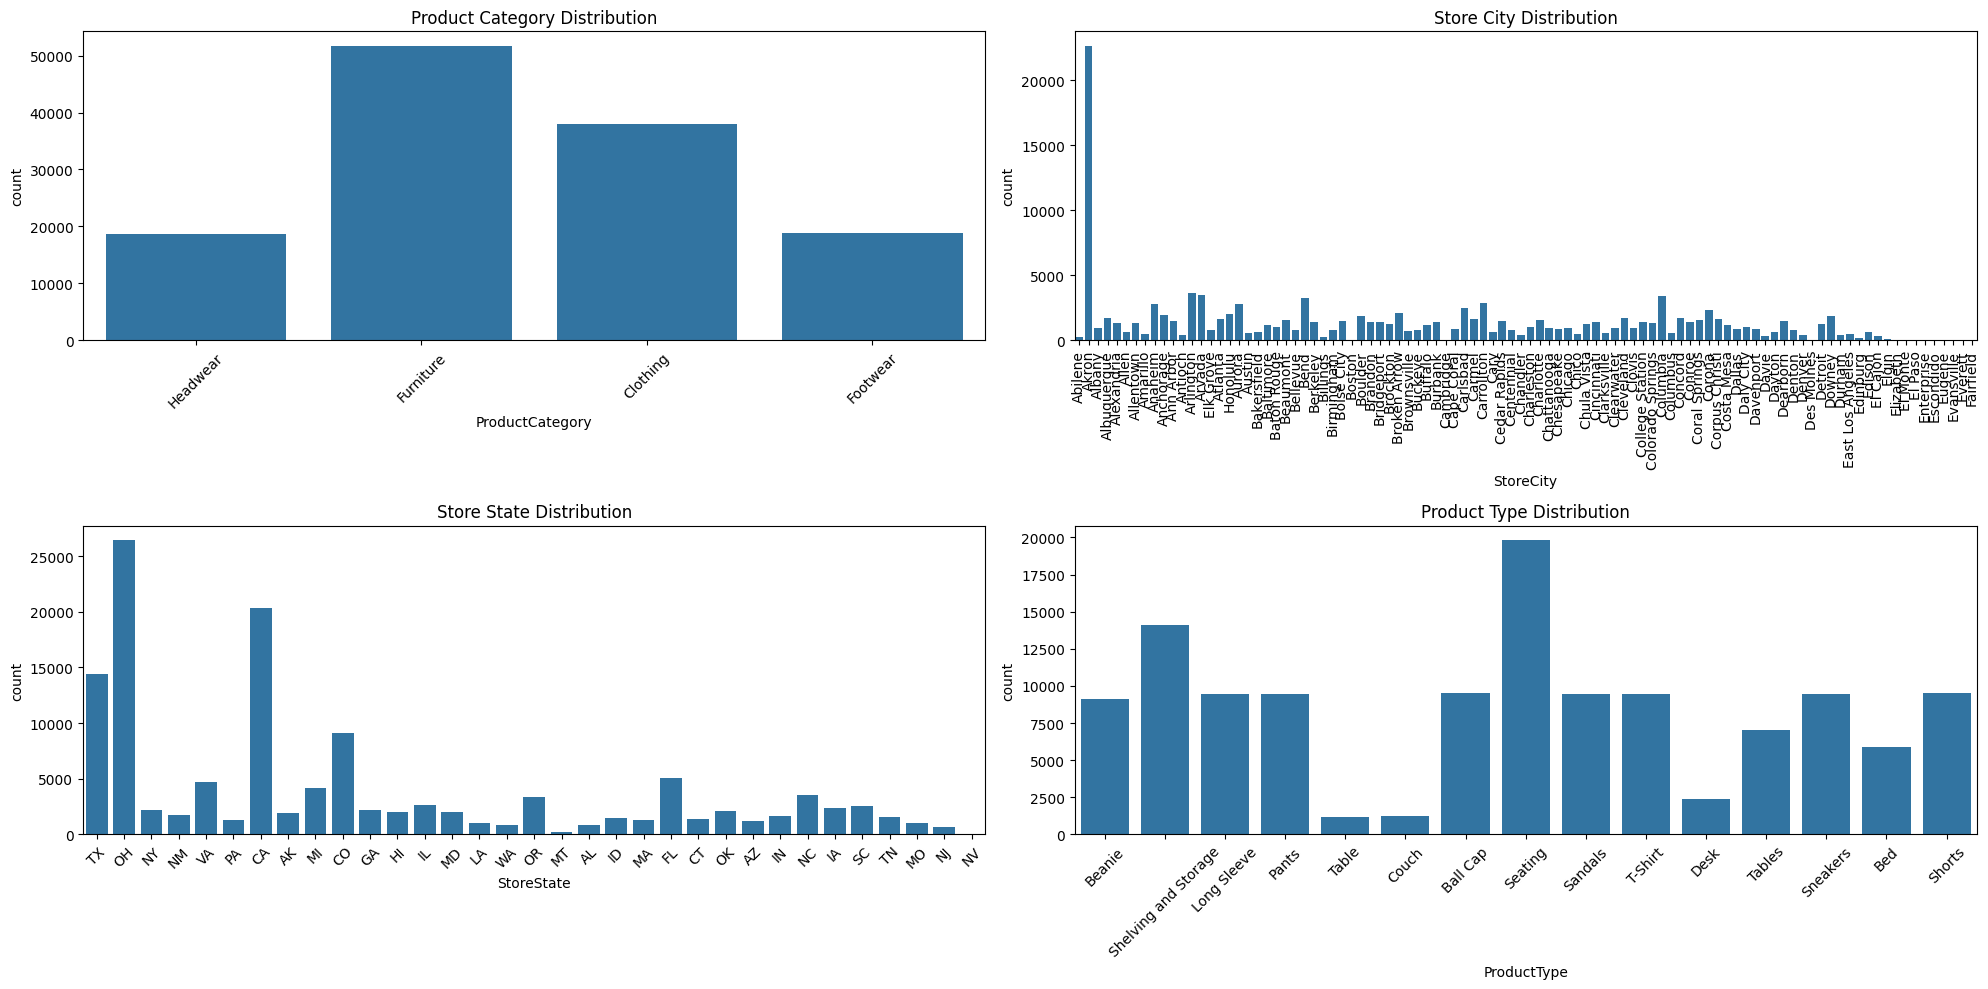 Product Category Distribution
50000
40000
30000
20000
10000
0
count
Headwear
Furniture
Clothing
Footwear
ProductCategory
Store City Distribution
20000
15000
10000
5000
0
count
Abilene
Akron
Albany
Albuquerque
Alexandria
Allen
Allentown
Amarillo
Anaheim
Anchorage
Ann Arbor
Antioch
Arlington
Arvada
Elk Grove
Atlanta
Honolulu
Aurora
Austin
Bakersfield
Baltimore
Baton Rouge
Beaumont
Bellevue
Bend
Berkeley
Billings
Birmingham
Boise City
Boston
Boulder
Brandon
Bridgeport
Brockton
Broken Arrow
Brownsville
Buckeye
Buffalo
Burbank
Cambridge
Cape Coral
Carlsbad
Carmel
Carrollton
Cary
Cedar Rapids
Centennial
Chandler
Charleston
Charlotte
Chattanooga
Chesapeake
Chicago
Chico
Chula Vista
Cincinnati
Clarksville
Clearwater
Cleveland
Clovis
College Station
Colorado Springs
Columbia
Columbus
Concord
Conroe
Coral Springs
Corona
Corpus Christi
Costa Mesa
Dallas
Daly City
Davenport
Davie
Dayton
Dearborn
Denton
Denver
Des Moines
Detroit
Downey
Durham
East Los Angeles
Edinburg
Edison
El Cajon
Elgin
Elizabeth
El Monte
El Paso
Enterprise
Escondido
Eugene
Evansville
Everett
Fairfield
StoreCity
Store State Distribution
25000
20000
15000
10000
5000
0
count
TX
OH
NY
NM
VA
PA
CA
AK
MI
CO
GA
HI
IL
MD
LA
WA
OR
MT
AL
ID
MA
FL
CT
OK
AZ
IN
NC
IA
SC
TN
MO
NJ
NV
StoreState
Product Type Distribution
20000
17500
15000
12500
10000
7500
5000
2500
0
count
Beanie
Shelving and Storage
Long Sleeve
Pants
Table
Couch
Ball Cap
Seating
Sandals
T-Shirt
Desk
Tables
Sneakers
Bed
Shorts
ProductType